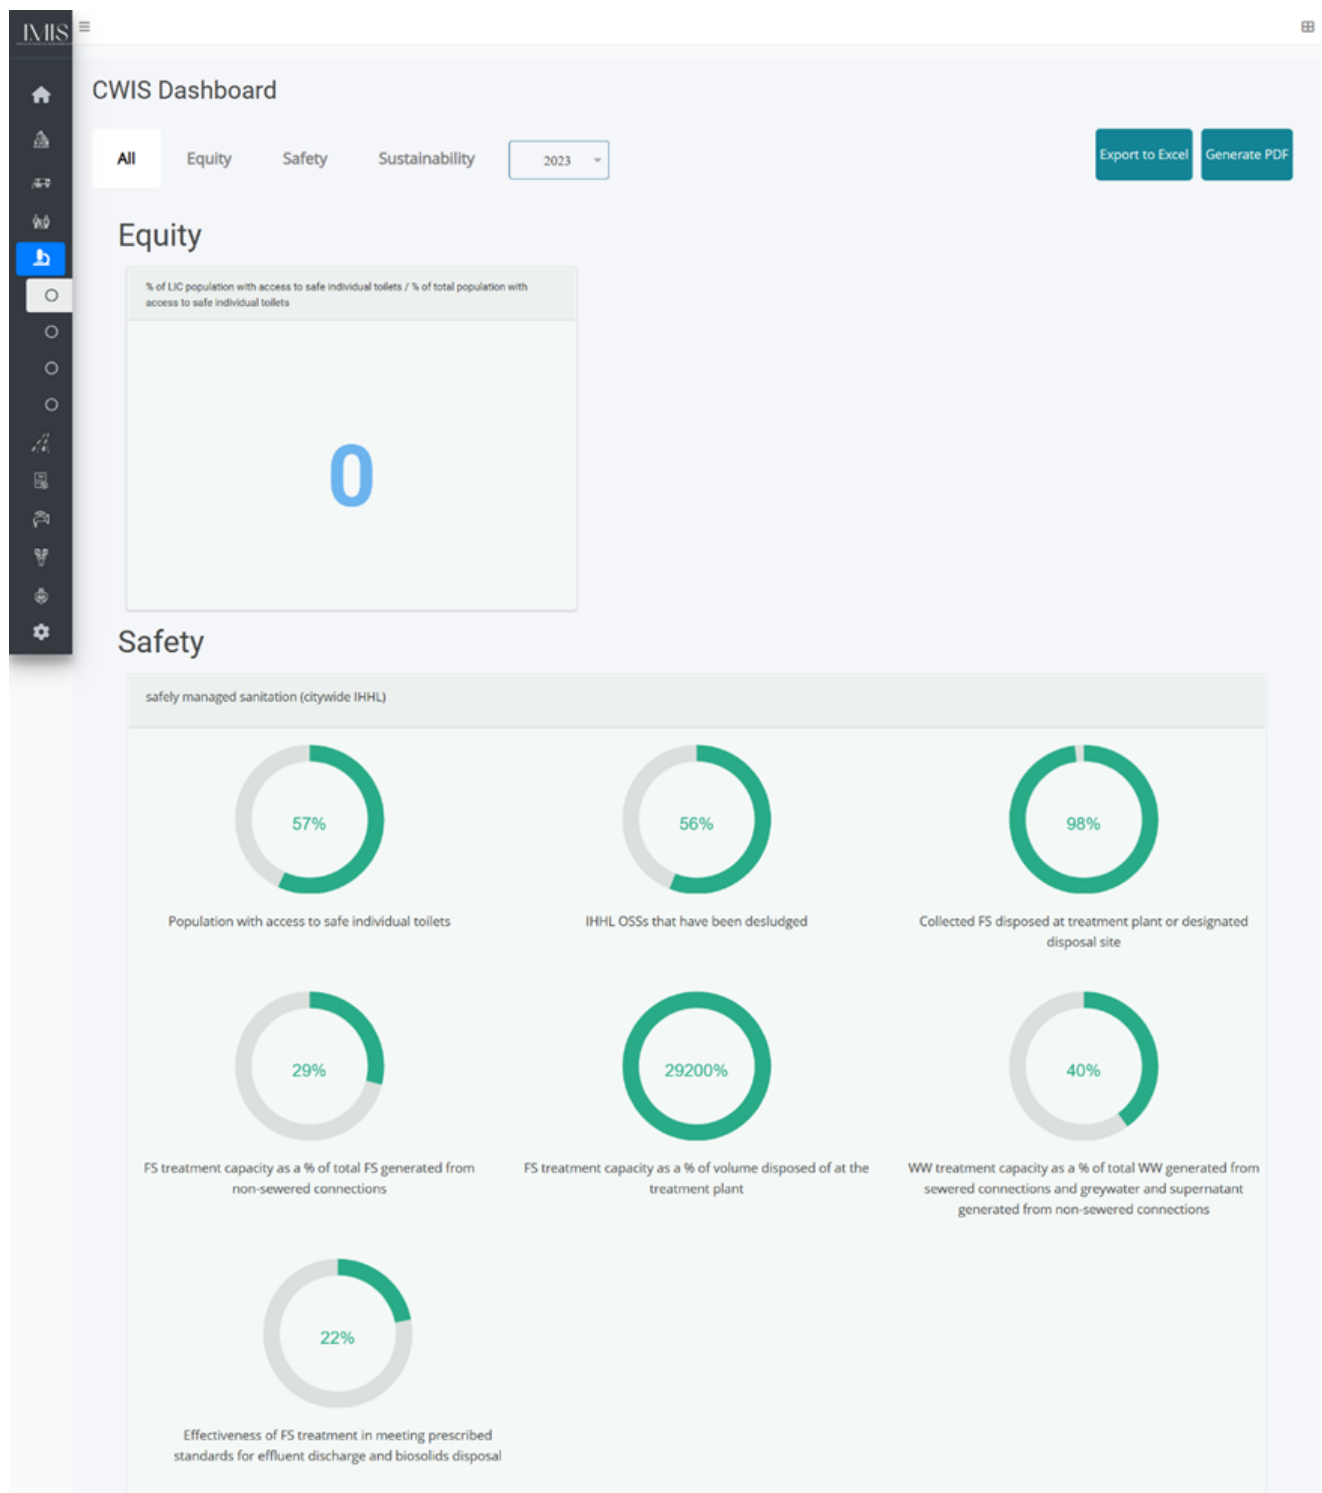 IMIS
CWIS Dashboard
All Equity Safety Sustainability 2023 Export to Excel Generate PDF
Equity
% of LIC population with access to safe individual toilets / % of total population with
access to safe individual toilets
0
Safety
safely managed sanitation (citywide IHHL)
57% 56% 98%
Population with access to safe individual toilets
IHHL OSSs that have been desludged
Collected FS disposed at treatment plant or designated
disposal site
29% 29200% 40%
FS treatment capacity as a % of total FS generated from
non-sewered connections
FS treatment capacity as a % of volume disposed of at the
treatment plant
WW treatment capacity as a % of total WW generated from
sewered connections and greywater and supernatant
generated from non-sewered connections
22%
Effectiveness of FS treatment in meeting prescribed
standards for effluent discharge and biosolids disposal